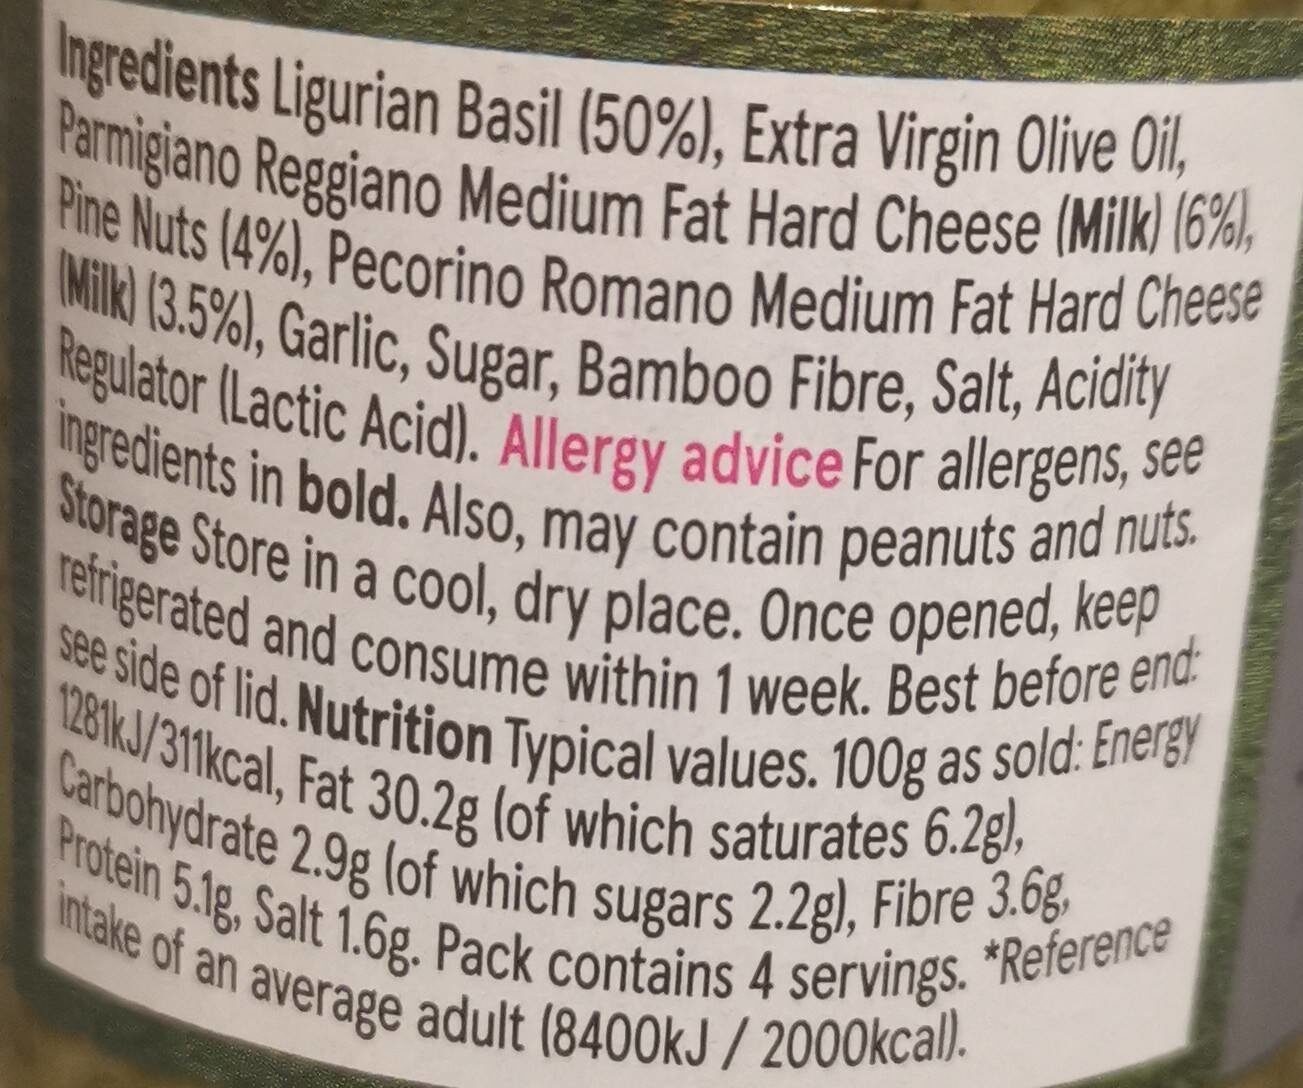 Ingredients Ligurian Basil (50%), Extra Virgin Olive Oil,
Parmigiano Reggiano Medium Fat Hard Cheese (Milk) (6%),
Pine Nuts (4%), Pecorino Romano Medium Fat Hard Cheese
(Milk) (3.5%), Garlic, Sugar, Bamboo Fibre, Salt, Acidity
Regulator (Lactic Acid). Allergy advice For allergens, see
ingredients in bold. Also, may contain peanuts and nuts.
Storage Store in a cool, dry place. Once opened, keep
refrigerated and consume within 1 week. Best before end:
see side of lid. Nutrition Typical values. 100g as sold: Energy
1281kJ/311kcal, Fat 30.2g (of which saturates 6.2g),
Carbohydrate 2.9g (of which sugars 2.2g), Fibre 3.6g,
Protein 5.1g, Salt 1.6g. Pack contains 4 servings. *Reference
intake of an average adult (8400kJ / 2000kcal).